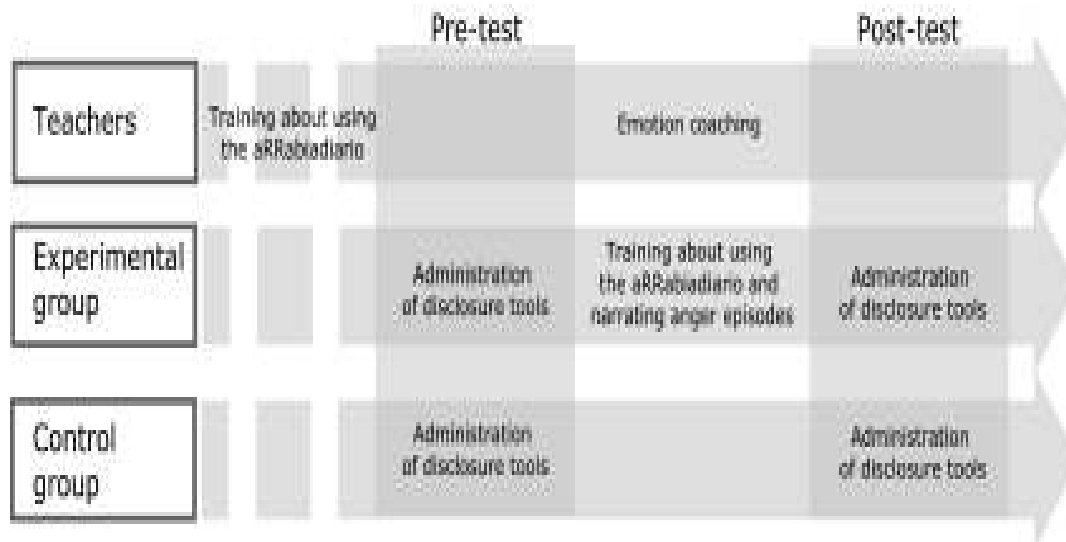 Pre-test
Post-test
Teachers
Training about using
the aRRabiadiario
Emotion coaching
Experimental
group
Administration
of disclosure tools
Training about using
the aRRabiadiario and
narrating anger episodes
Administration
of disclosure tools
Control
group
Administration
of disclosure tools
Administration
of disclosure tools